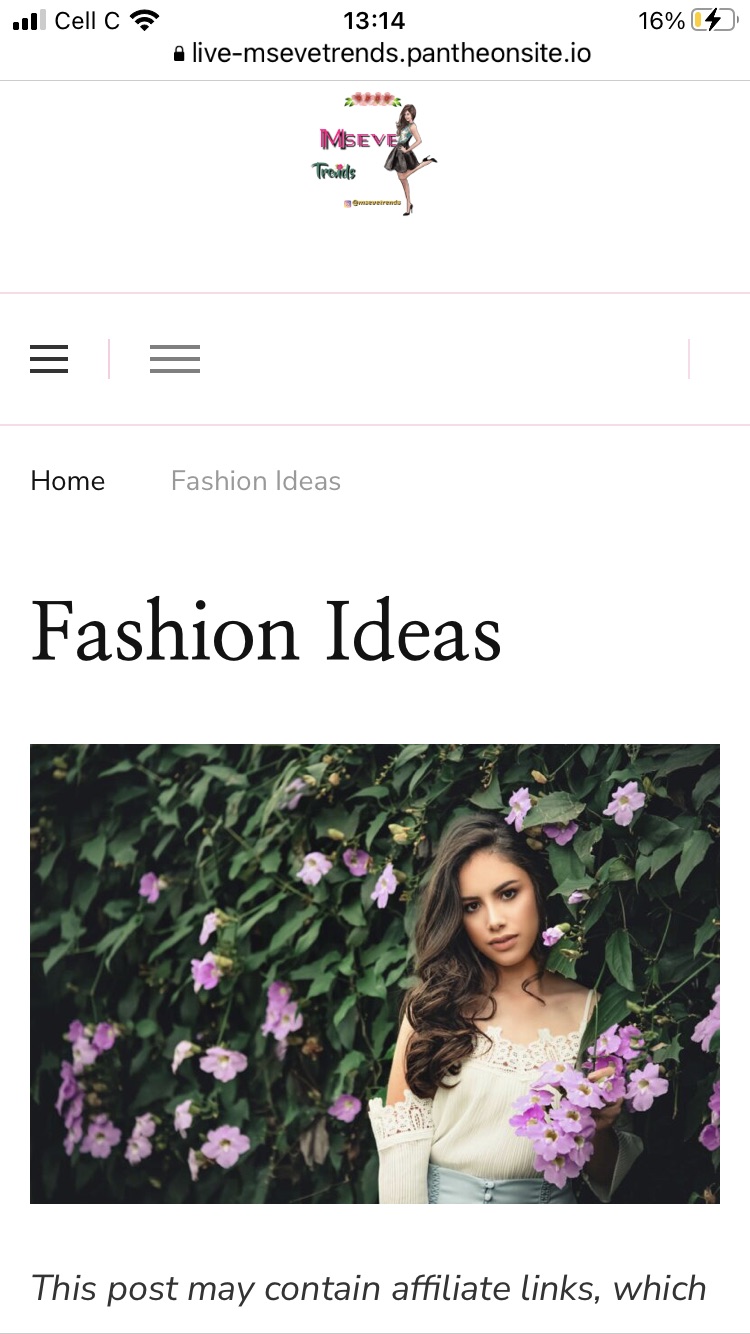 Cell C 13:14 16%
live-msevetrends.pantheonsite.io
MSEVE
Trends
@msevetrends
Home Fashion Ideas
Fashion Ideas
This post may contain affiliate links, which